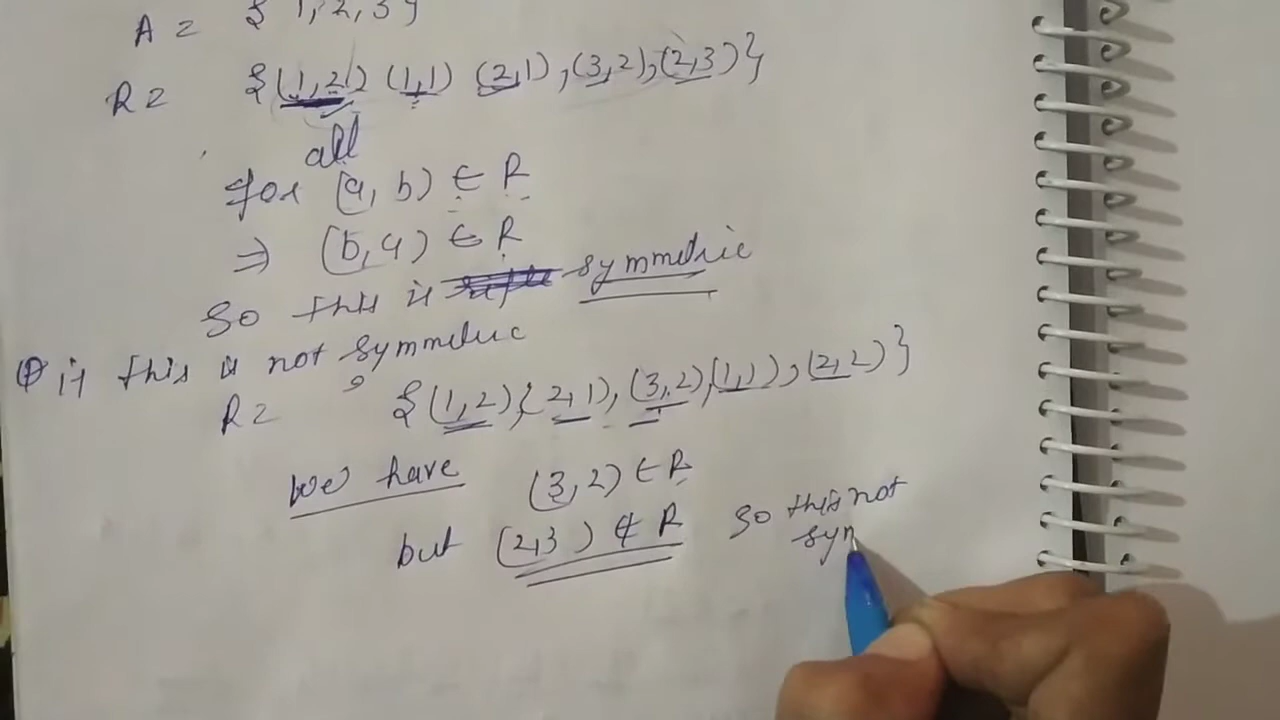 A = {1, 2, 3}
R = {(1,2) (1,1) (2,1), (3,2), (2,3)}
all
for (a, b) ∈ R
⇒ (b, a) ∈ R
So this is symmetric
if this is not symmetric
R = {(1,2), (2,1), (3,2), (1,1), (2,2)}
We have (3,2) ∈ R
but (2,3) ∉ R So this not
sym